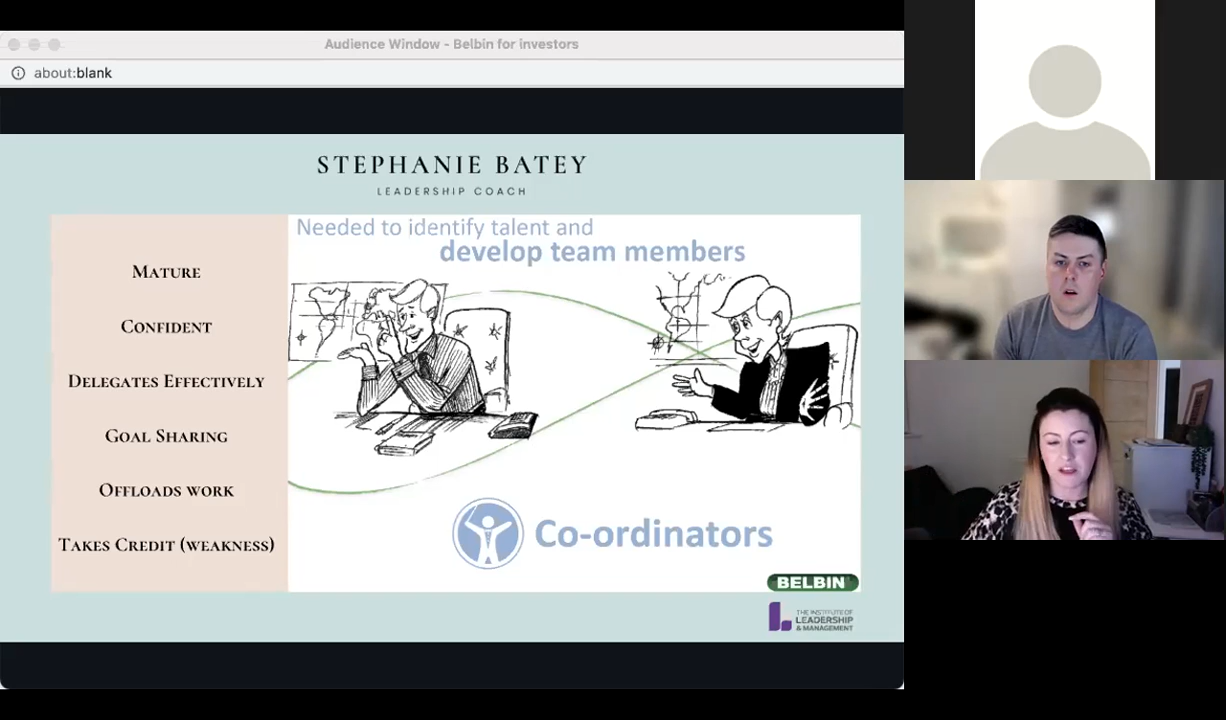 Audience Window - Belbin for investors
about:blank
STEPHANIE BATEY
LEADERSHIP COACH
MATURE
CONFIDENT
DELEGATES EFFECTIVELY
GOAL SHARING
OFFLOADS WORK
TAKES CREDIT (WEAKNESS)
Needed to identify talent and
develop team members
Co-ordinators
BELBIN
THE INSTITUTE OF
LEADERSHIP
& MANAGEMENT